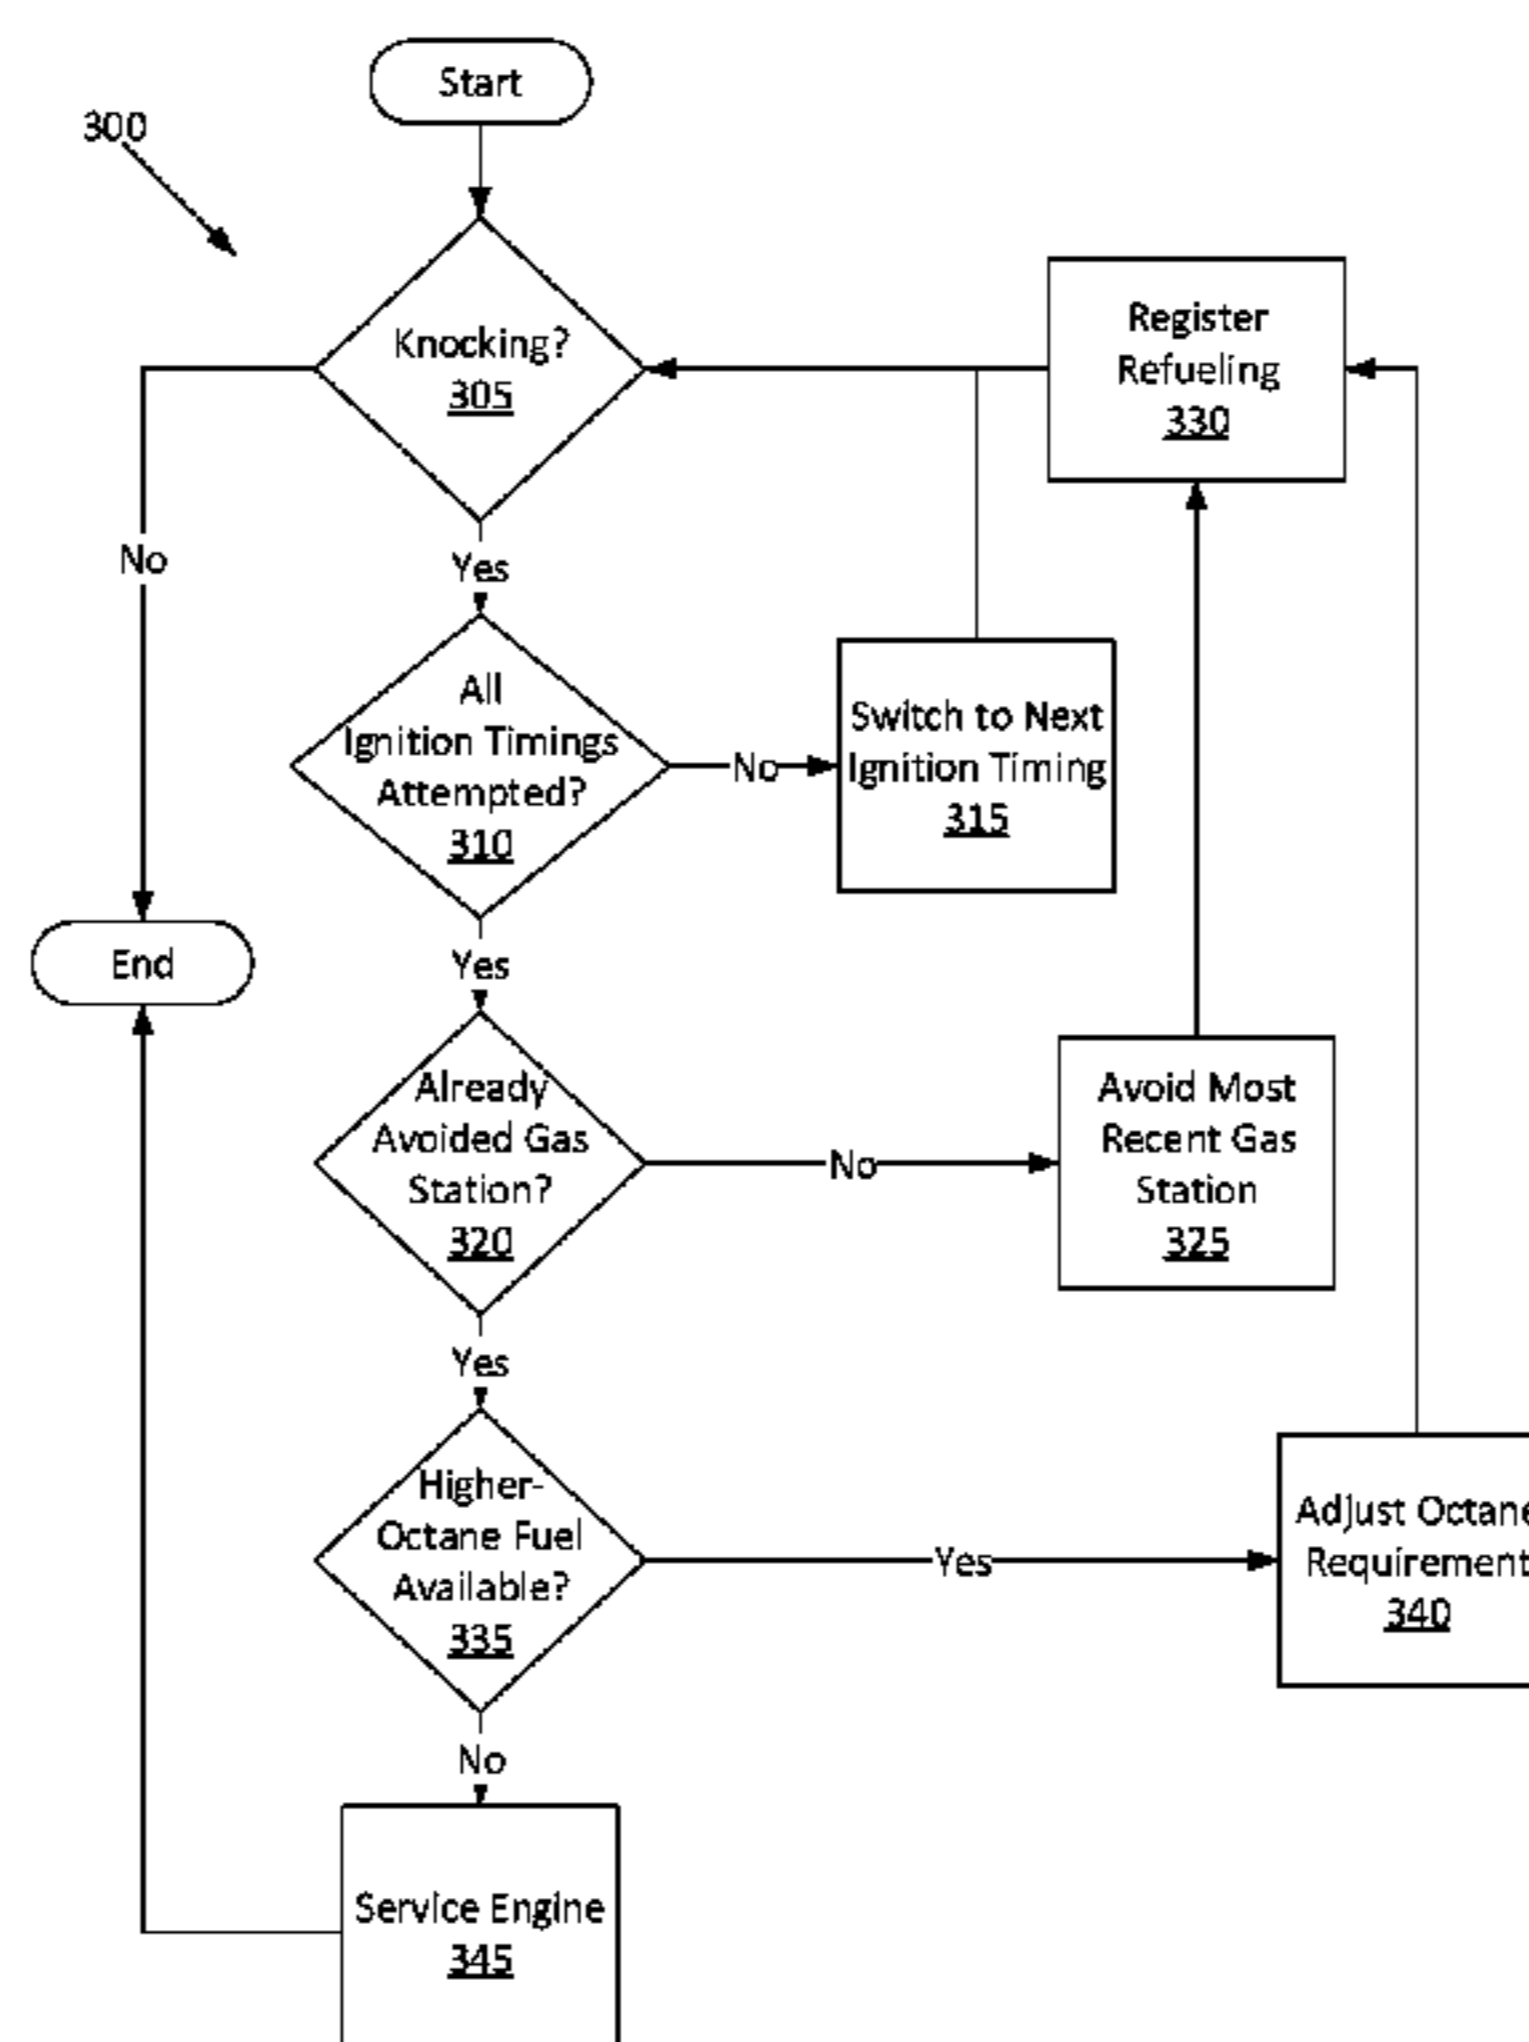 Start
300
Knocking?
305
Register
Refueling
330
No
Yes
All
Ignition Timings
Attempted?
310
No
Switch to Next
Ignition Timing
315
End
Yes
Already
Avoided Gas
Station?
320
No
Avoid Most
Recent Gas
Station
325
Yes
Higher-
Octane Fuel
Available?
335
Yes
Adjust Octane
Requirement
340
No
Service Engine
345